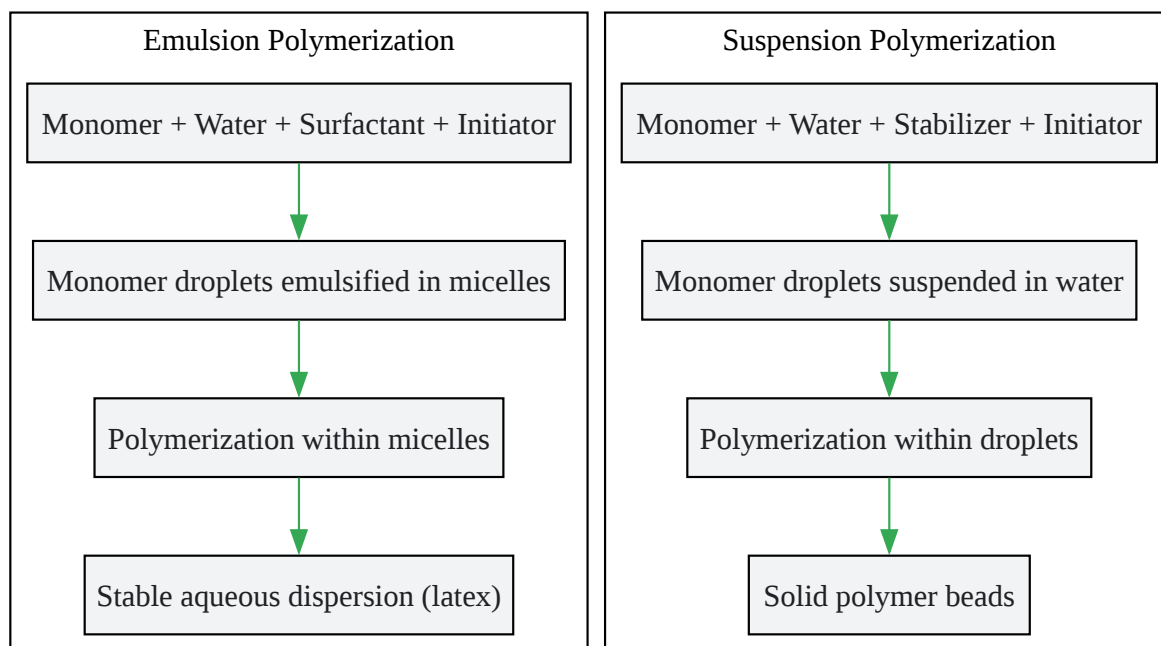 Emulsion Polymerization
Monomer + Water + Surfactant + Initiator
Monomer droplets emulsified in micelles
Polymerization within micelles
Stable aqueous dispersion (latex)
Suspension Polymerization
Monomer + Water + Stabilizer + Initiator
Monomer droplets suspended in water
Polymerization within droplets
Solid polymer beads